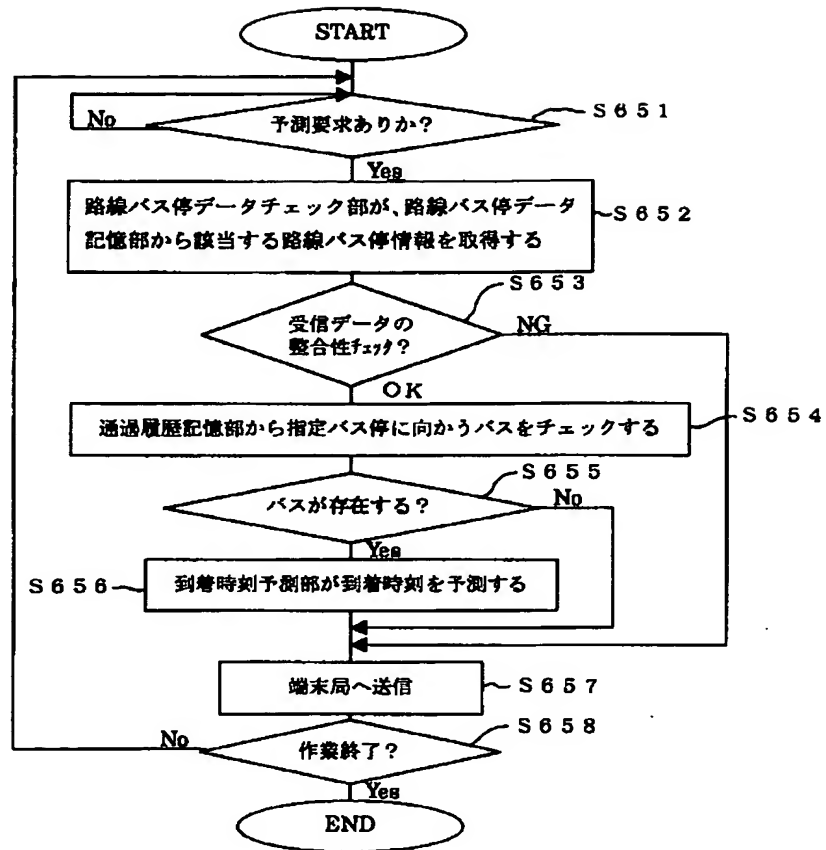 START
予測要求ありか?
S651
No
Yes
路線バス停データチェック部が、路線バス停データ
記憶部から該当する路線バス停情報を取得する
S652
S653
受信データの
整合性チェック?
NG
OK
通過履歴記憶部から指定バス停に向かうバスをチェックする
S654
S655
バスが存在する?
No
Yes
S656
到着時刻予測部が到着時刻を予測する
端末局へ送信
S657
S658
作業終了?
No
Yes
END